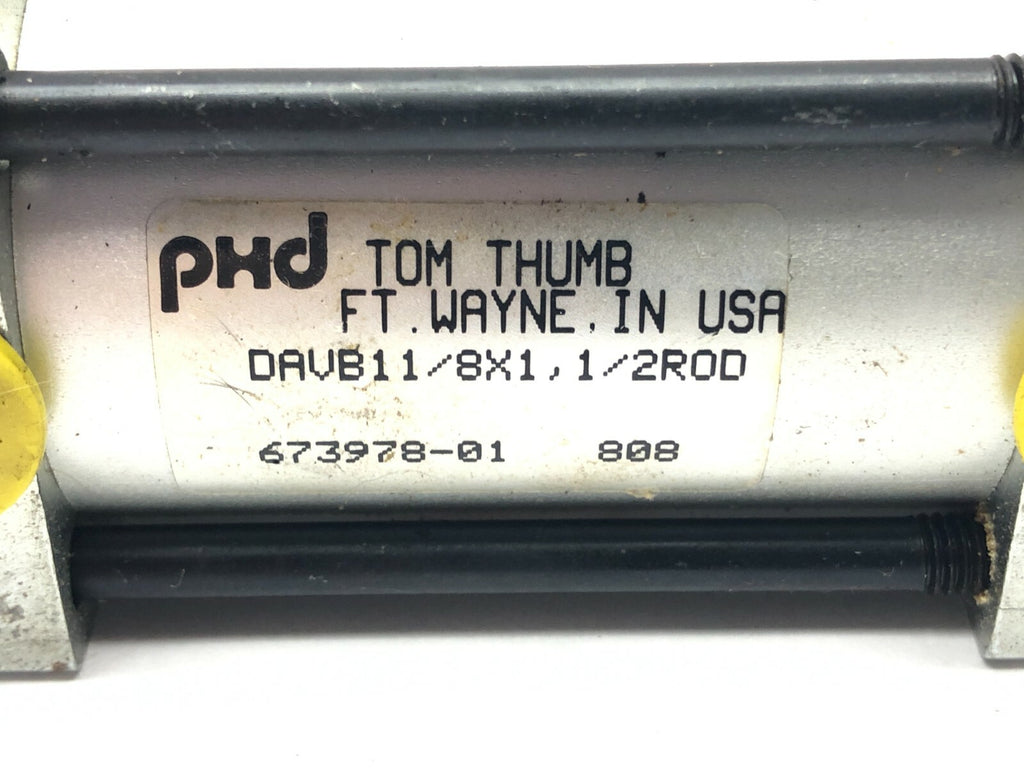 PHD TOM THUMB
FT.WAYNE,IN USA
DAVB11/8X1,1/2ROD
673978-01 808